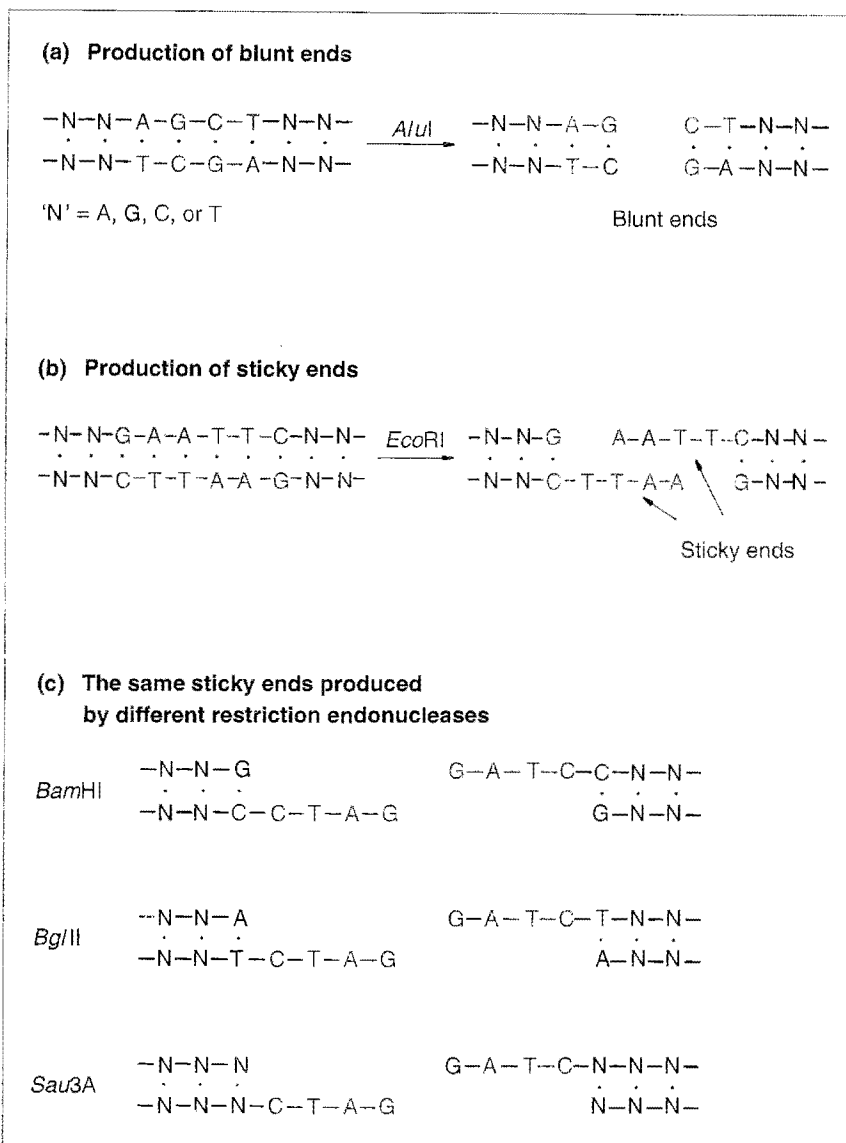 (a) Production of blunt ends
–N–N–A–G–C–T–N–N– AluI –N–N–A–G C–T–N–N–
–N–N–T–C–G–A–N–N– –N–N–T–C G–A–N–N–
'N' = A, G, C, or T Blunt ends
(b) Production of sticky ends
–N–N–G–A–A–T–T–C–N–N– EcoRI –N–N–G A–A–T–T–C–N–N–
–N–N–C–T–T–A–A–G–N–N– –N–N–C–T–T–A–A G–N–N–
Sticky ends
(c) The same sticky ends produced
by different restriction endonucleases
BamHI
–N–N–G G–A–T–C–C–N–N–
–N–N–C–C–T–A–G G–N–N–
BglII
–N–N–A G–A–T–C–T–N–N–
–N–N–T–C–T–A–G A–N–N–
Sau3A
–N–N–N G–A–T–C–N–N–N–
–N–N–N–C–T–A–G N–N–N–